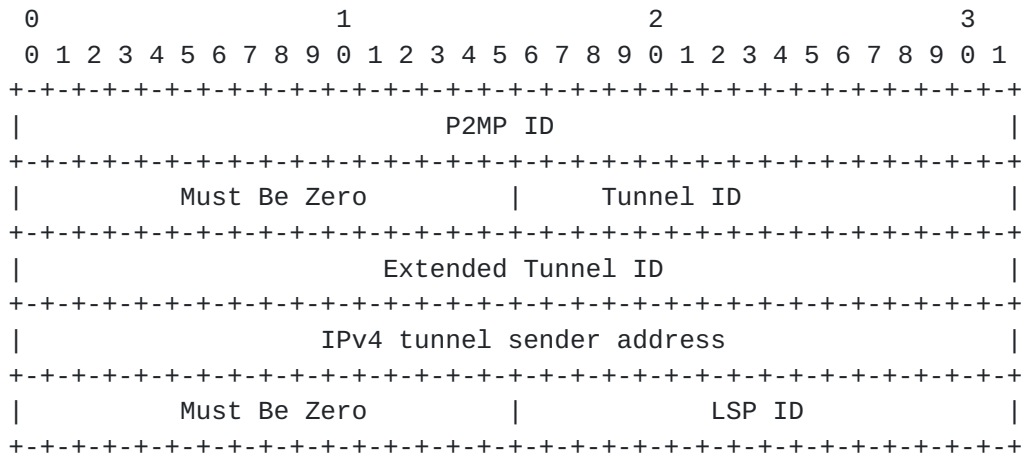 0                   1                   2                   3
 0 1 2 3 4 5 6 7 8 9 0 1 2 3 4 5 6 7 8 9 0 1 2 3 4 5 6 7 8 9 0 1
+-+-+-+-+-+-+-+-+-+-+-+-+-+-+-+-+-+-+-+-+-+-+-+-+-+-+-+-+-+-+-+-+
|                           P2MP ID                             |
+-+-+-+-+-+-+-+-+-+-+-+-+-+-+-+-+-+-+-+-+-+-+-+-+-+-+-+-+-+-+-+-+
|          Must Be Zero         |     Tunnel ID                 |
+-+-+-+-+-+-+-+-+-+-+-+-+-+-+-+-+-+-+-+-+-+-+-+-+-+-+-+-+-+-+-+-+
|                       Extended Tunnel ID                      |
+-+-+-+-+-+-+-+-+-+-+-+-+-+-+-+-+-+-+-+-+-+-+-+-+-+-+-+-+-+-+-+-+
|                   IPv4 tunnel sender address                  |
+-+-+-+-+-+-+-+-+-+-+-+-+-+-+-+-+-+-+-+-+-+-+-+-+-+-+-+-+-+-+-+-+
|          Must Be Zero         |            LSP ID             |
+-+-+-+-+-+-+-+-+-+-+-+-+-+-+-+-+-+-+-+-+-+-+-+-+-+-+-+-+-+-+-+-+